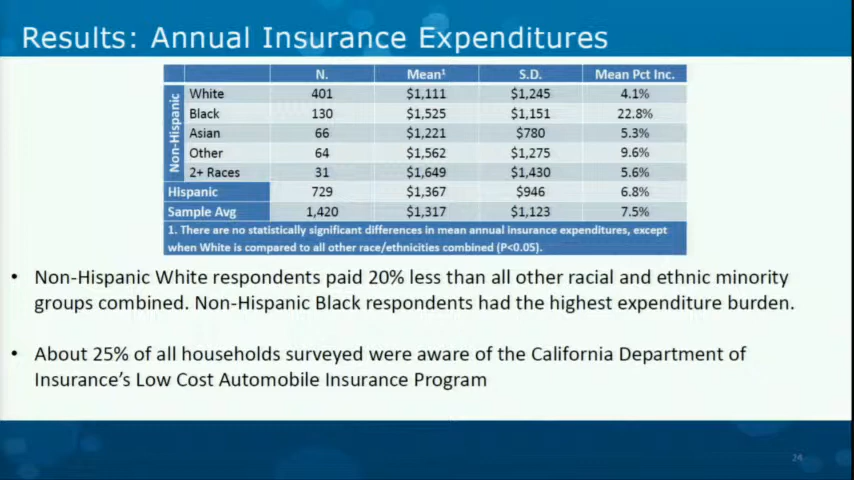 Results: Annual Insurance Expenditures
N. Mean¹ S.D. Mean Pct Inc.
Non-Hispanic
White 401 $1,111 $1,245 4.1%
Black 130 $1,525 $1,151 22.8%
Asian 66 $1,221 $780 5.3%
Other 64 $1,562 $1,275 9.6%
2+ Races 31 $1,649 $1,430 5.6%
Hispanic 729 $1,367 $946 6.8%
Sample Avg 1,420 $1,317 $1,123 7.5%
1. There are no statistically significant differences in mean annual insurance expenditures, except
when White is compared to all other race/ethnicities combined (P<0.05).
• Non-Hispanic White respondents paid 20% less than all other racial and ethnic minority
groups combined. Non-Hispanic Black respondents had the highest expenditure burden.
• About 25% of all households surveyed were aware of the California Department of
Insurance's Low Cost Automobile Insurance Program
24